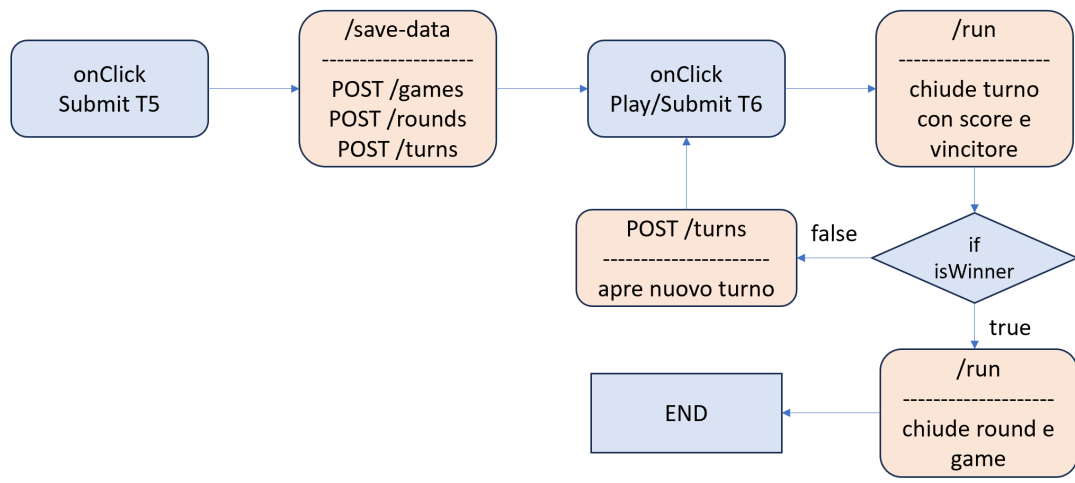 onClick
Submit T5
/save-data
--------------------
POST /games
POST /rounds
POST /turns
onClick
Play/Submit T6
/run
--------------------
chiude turno
con score e
vincitore
if
isWinner
false
POST /turns
----------------------
apre nuovo turno
true
/run
--------------------
chiude round e
game
END